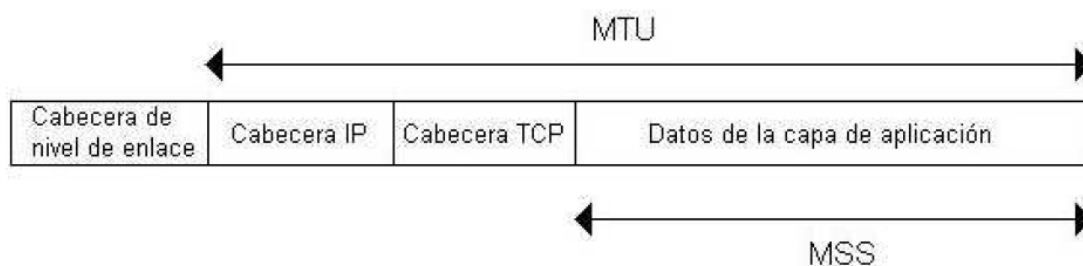 MTU
Cabecera de
nivel de enlace
Cabecera IP
Cabecera TCP
Datos de la capa de aplicación
MSS